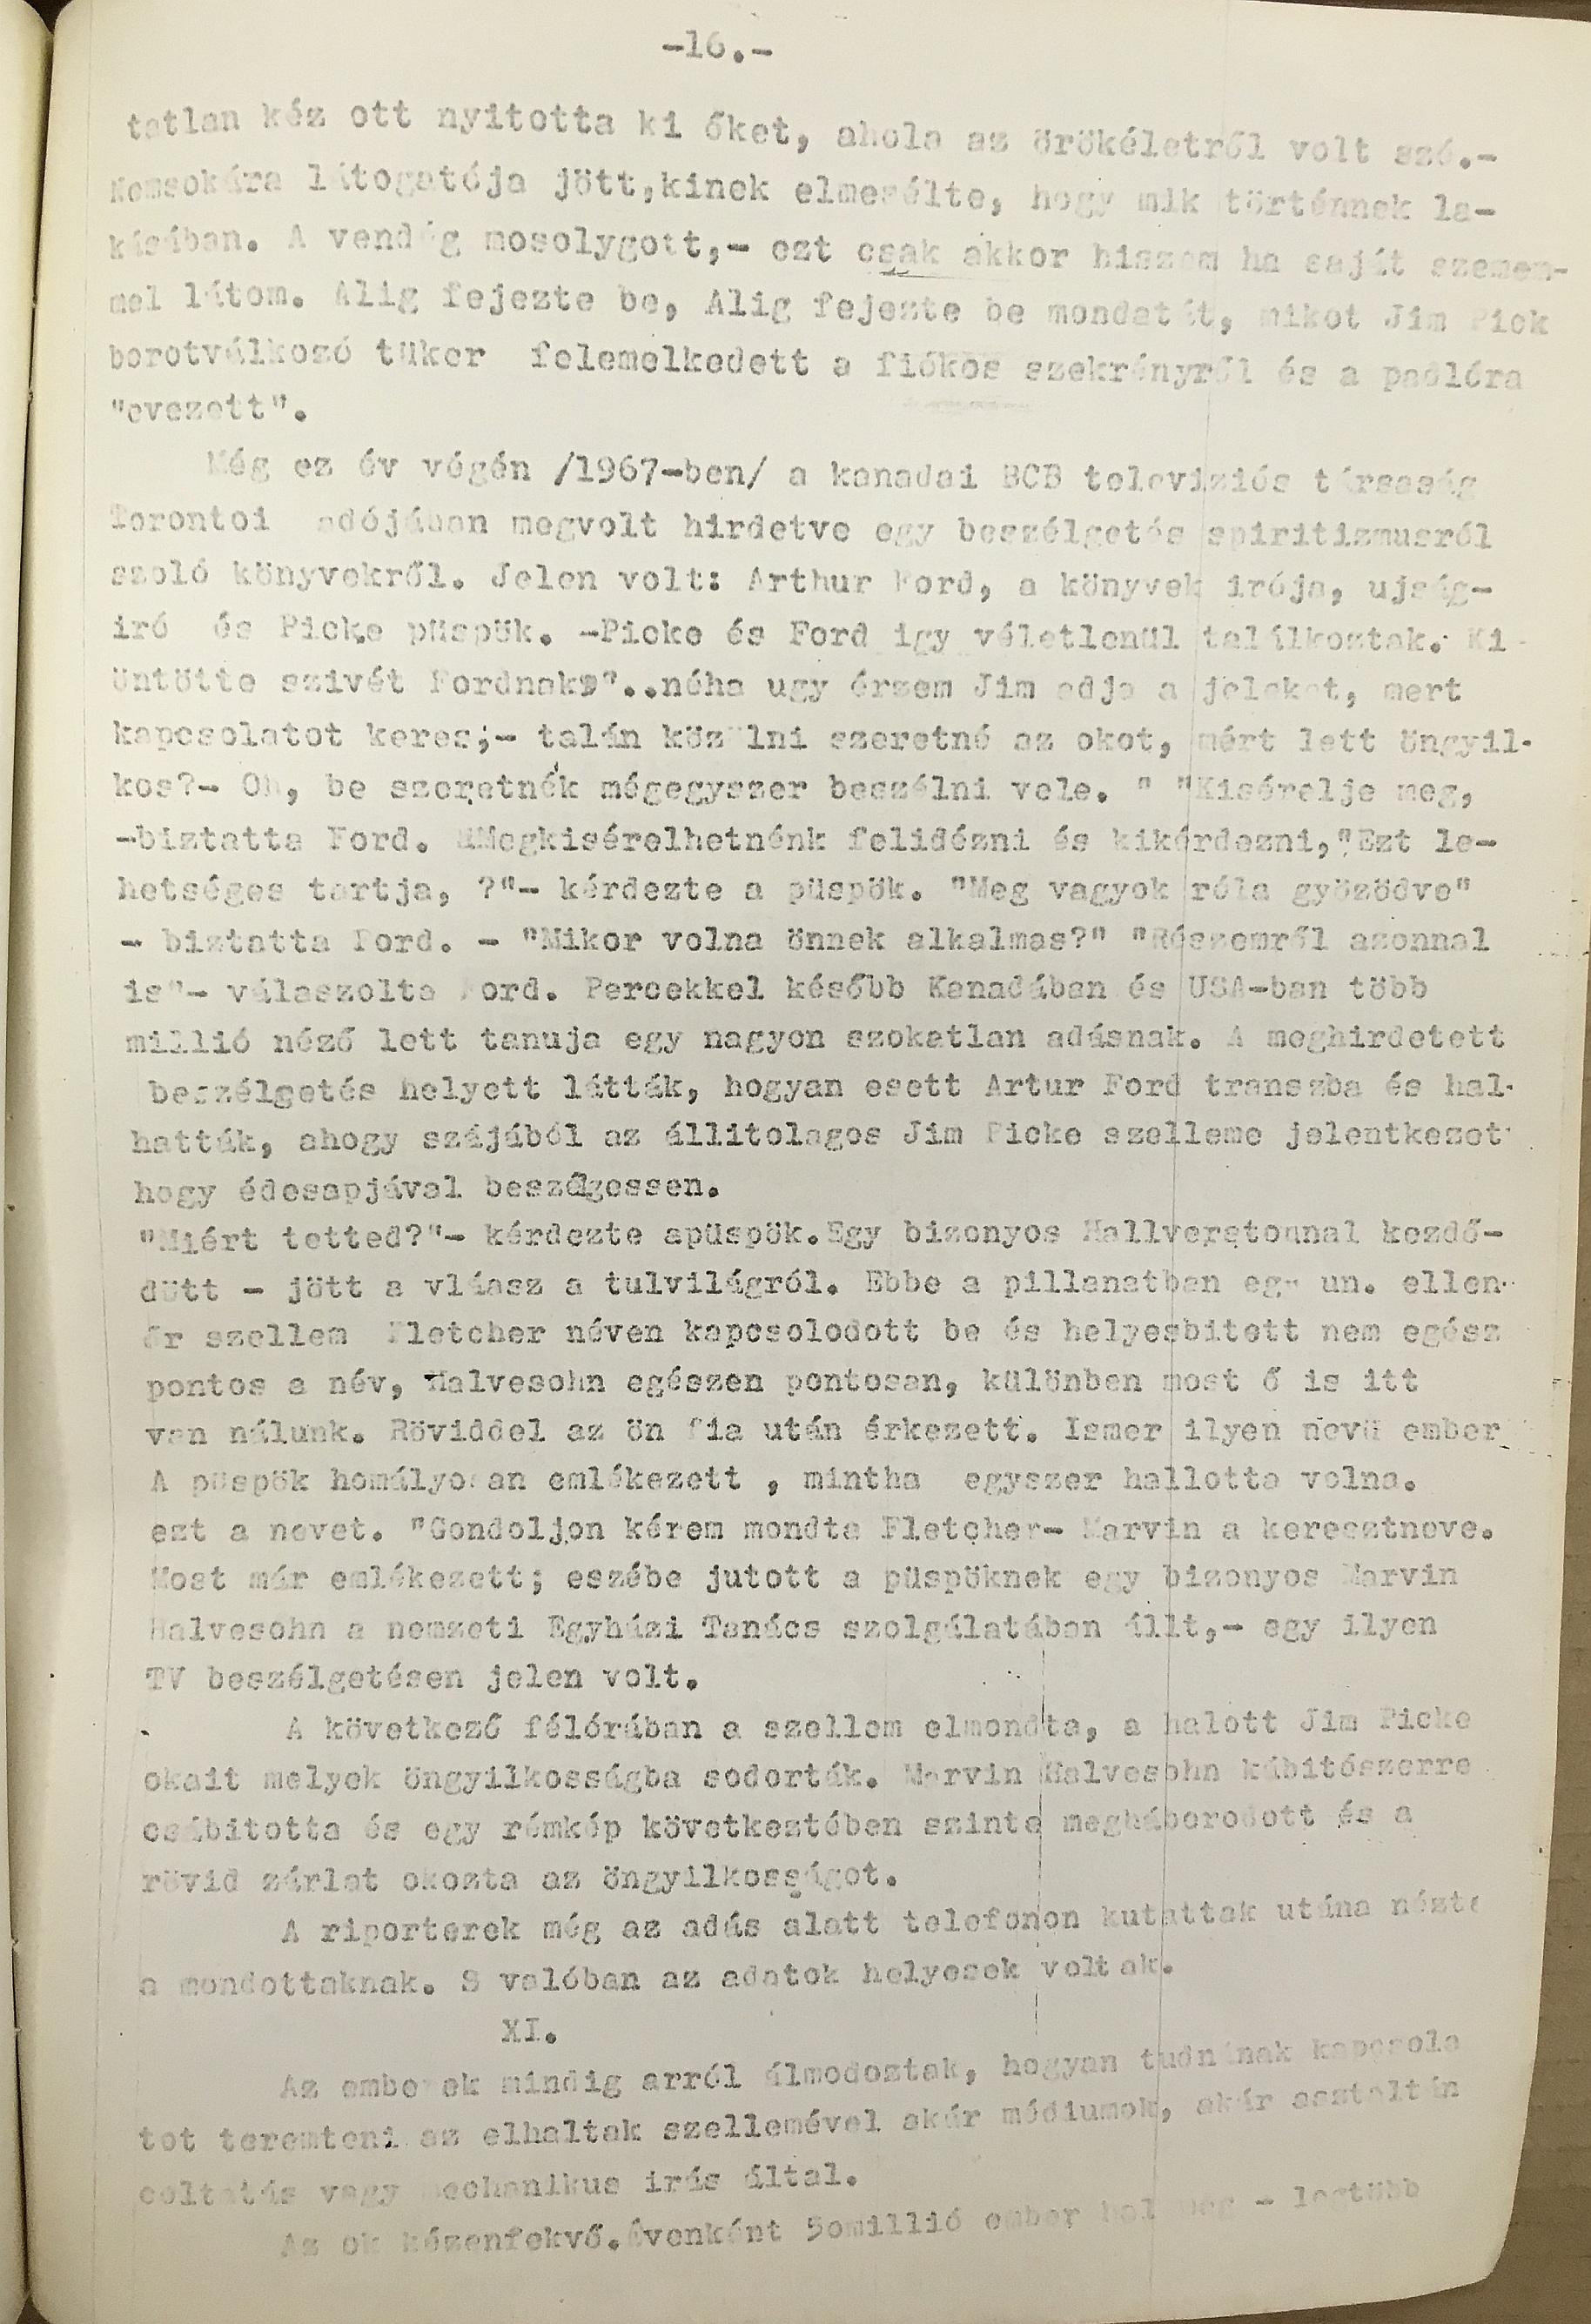 -16.-
tatlan kéz ott nyitotta ki őket, ahola az örökéletről volt szó.-
Nemsokára látogatója jött,kinek elmesélte, hogy mik történnek la-
kásában. A vendég mosolygott,- ezt csak akkor hiszem ha saját szemem-
mel látom. Alig fejezte be, Alig fejezte be mondatát, mikot Jim Pick
borotválkozó tüker felemelkedett a fiókos szekrényről és a padlóra
"evezett".
Még ez év végén /1967-ben/ a kanadai BCB televiziós társaság
Torontoi adójában megvolt hirdetve egy beszélgetés spiritizmusról
szoló könyvekről. Jelen volt: Arthur Ford, a könyvek irója, ujság-
iró és Picke püspök. -Picke és Ford igy véletlenül találkoztak. Ki
öntötte szivét Fordnak "..néha ugy érzem Jim adja a jeleket, mert
kapcsolatot keres;- talán közölni szeretné az okot, mért lett öngyil-
kos?- Oh, be szeretnék mégegyszer beszélni vele. " "Kisérelje meg,
-biztatta Ford. "Megkisérelhetnénk felidézni és kikérdezni,"Ezt le-
hetséges tartja, ?"- kérdezte a püspök. "Meg vagyok róla gyözödve"
- biztatta Ford. - "Mikor volna önnek alkalmas?" "Részemről azonnal
is"- válaszolta Ford. Percekkel később Kanadában és USA-ban több
millió néző lett tanuja egy nagyon szokatlan adásnak. A meghirdetett
beszélgetés helyett látták, hogyan esett Artur Ford transzba és hal-
hatták, ahogy szájából az állitolagos Jim Picke szelleme jelentkezet
hogy édesapjával beszélgessen.
"Miért tetted?"- kérdezte apüspök.Egy bizonyos Hallverstonnal kezdő-
dött - jött a vláasz a tulvilágról. Ebbe a pillanatban egy un. ellen-
őr szellem Fletcher néven kapcsolodott be és helyesbitett nem egész
pontos a név, Halvesohn egészen pontosan, különben most ő is itt
van nálunk. Röviddel az ön fia után érkezett. Ismer ilyen nevü ember
A püspök homályosan emlékezett , mintha egyszer hallotta volna.
ezt a nevet. "Gondoljon kérem mondta Fletcher- Marvin a keresztneve.
Most már emlékezett; eszébe jutott a püspöknek egy bizonyos Marvin
Halvesohn a nemzeti Egyházi Tanács szolgálatában állt,- egy ilyen
TV beszélgetésen jelen volt.
A következő félórában a szellem elmondta, a halott Jim Picke
okait melyek öngyilkosságba sodorták. Marvin Halvesohn kábitószerre
csábitotta és egy rémkép következtében szinte megháborodott és a
rövid zárlat okozta az öngyilkosságot.
A riporterek még az adás alatt telefonon kutattak utána nézte
a mondottaknak. S valóban az adatok helyesek voltak.
XI.
Az emberek mindig arról álmodoztak, hogyan tudnának kapcsola
tot teremteni az elhaltak szellemével akár médiumok, akár asztaltán
coltatás vagy mechanikus irás által.
Az ok kézenfekvő.Évenként 5omillió ember hal meg - legtöbb